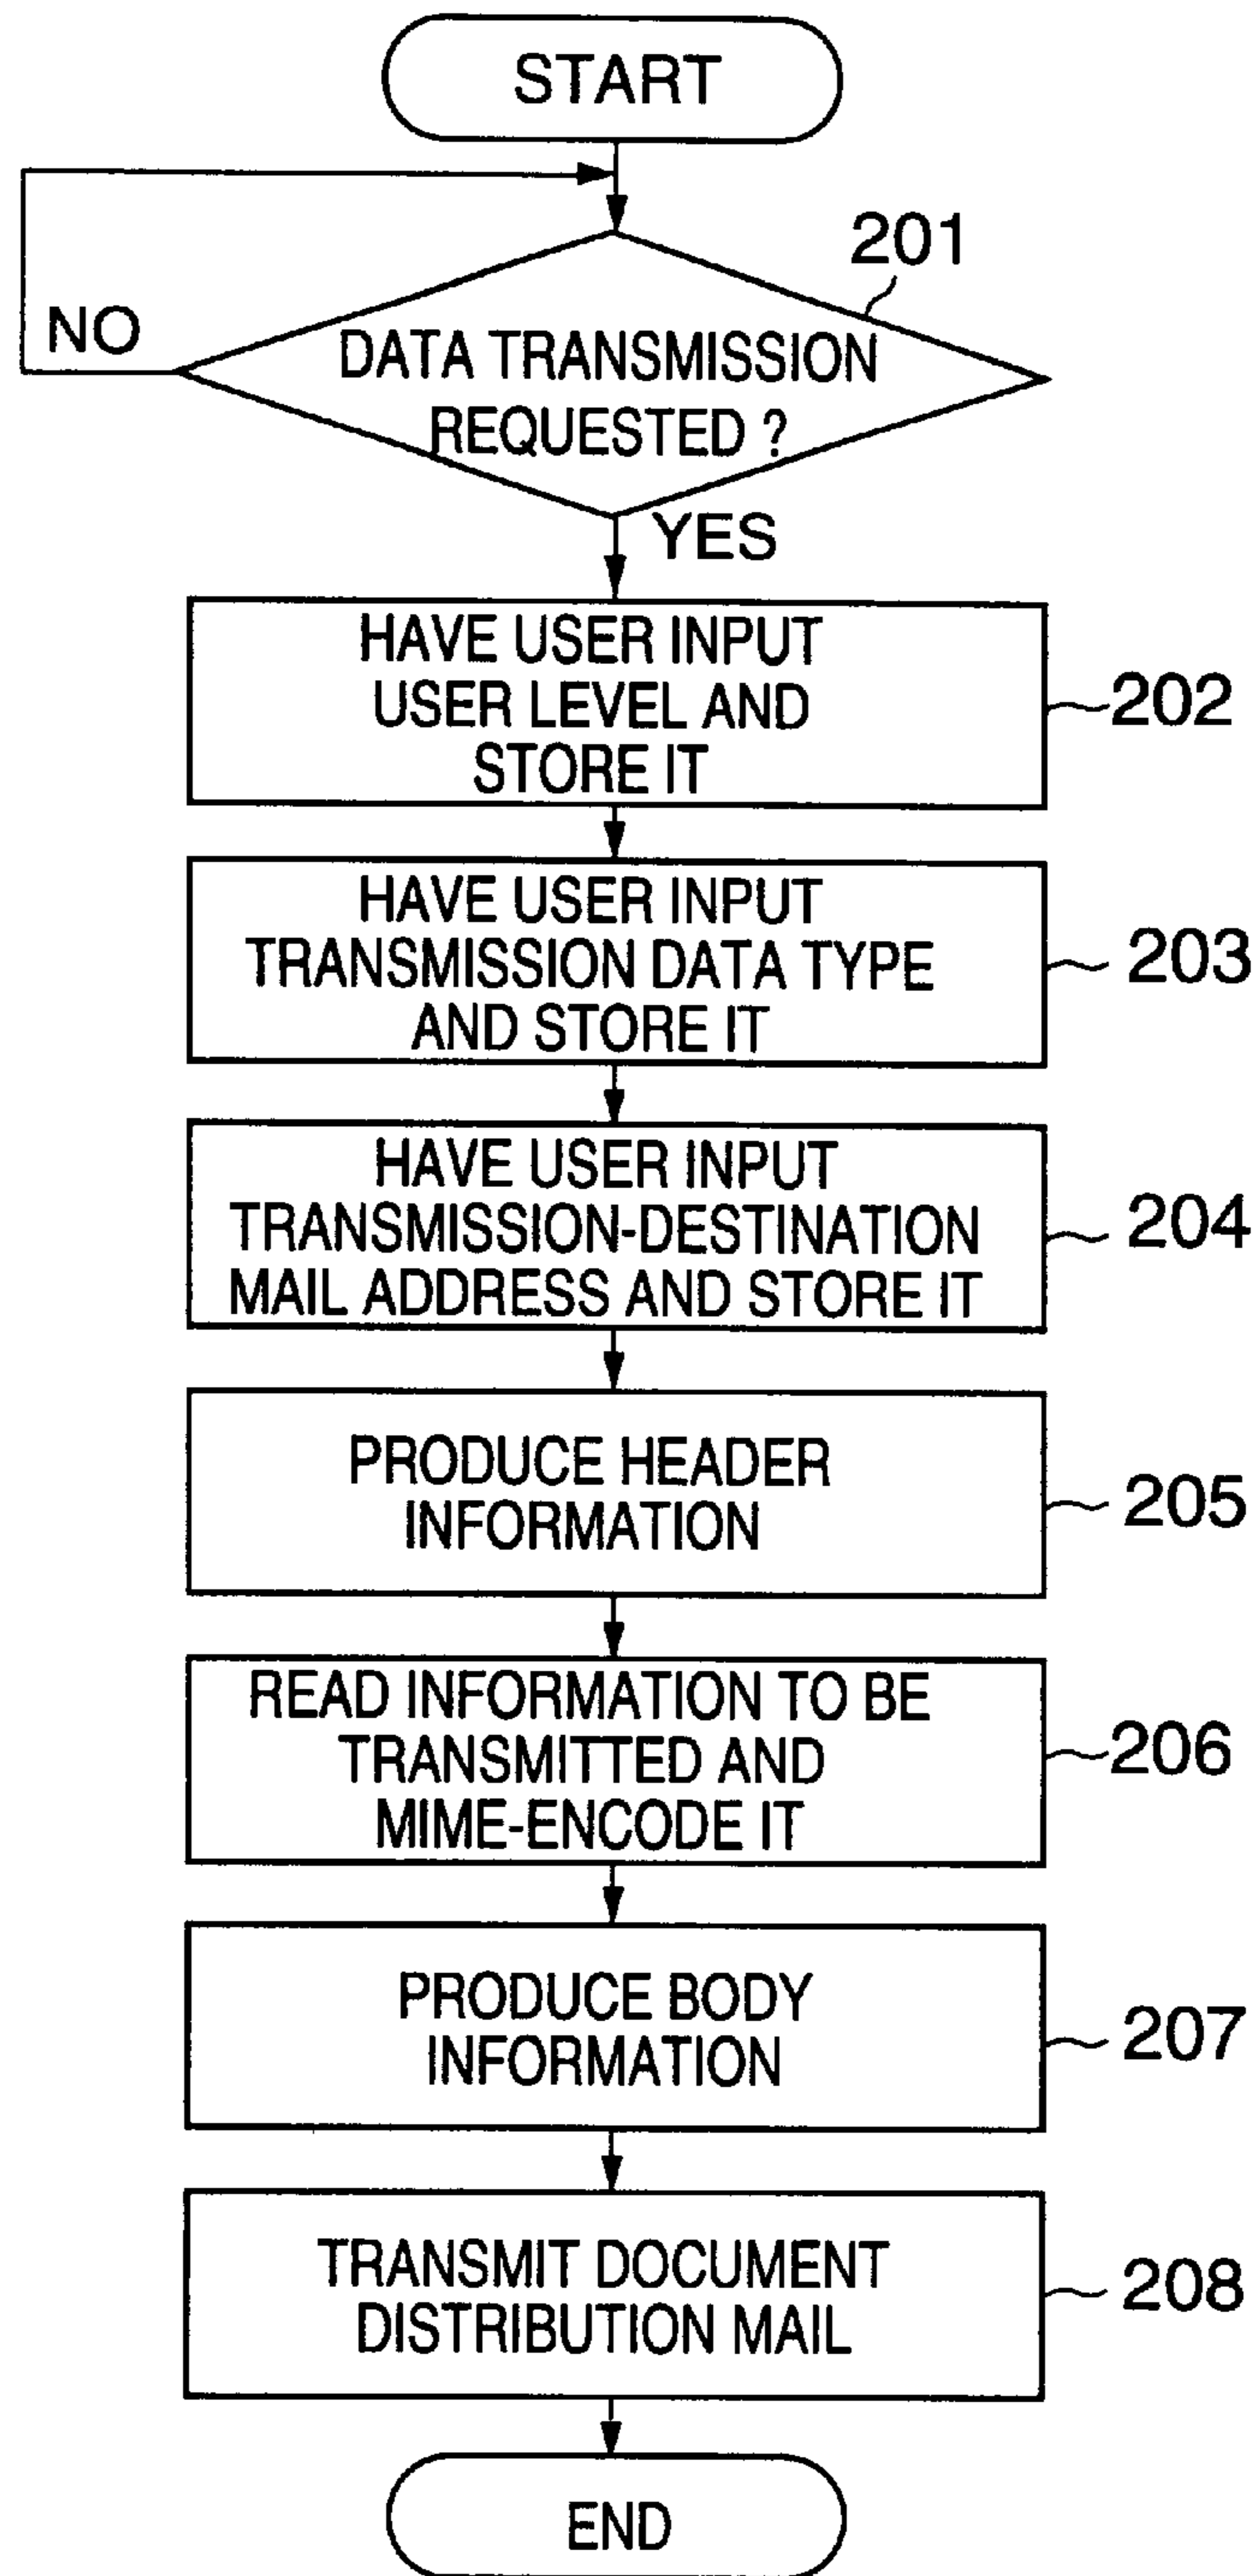 START
201
NO
DATA TRANSMISSION
REQUESTED ?
YES
HAVE USER INPUT
USER LEVEL AND
STORE IT
202
HAVE USER INPUT
TRANSMISSION DATA TYPE
AND STORE IT
203
HAVE USER INPUT
TRANSMISSION-DESTINATION
MAIL ADDRESS AND STORE IT
204
PRODUCE HEADER
INFORMATION
205
READ INFORMATION TO BE
TRANSMITTED AND
MIME-ENCODE IT
206
PRODUCE BODY
INFORMATION
207
TRANSMIT DOCUMENT
DISTRIBUTION MAIL
208
END